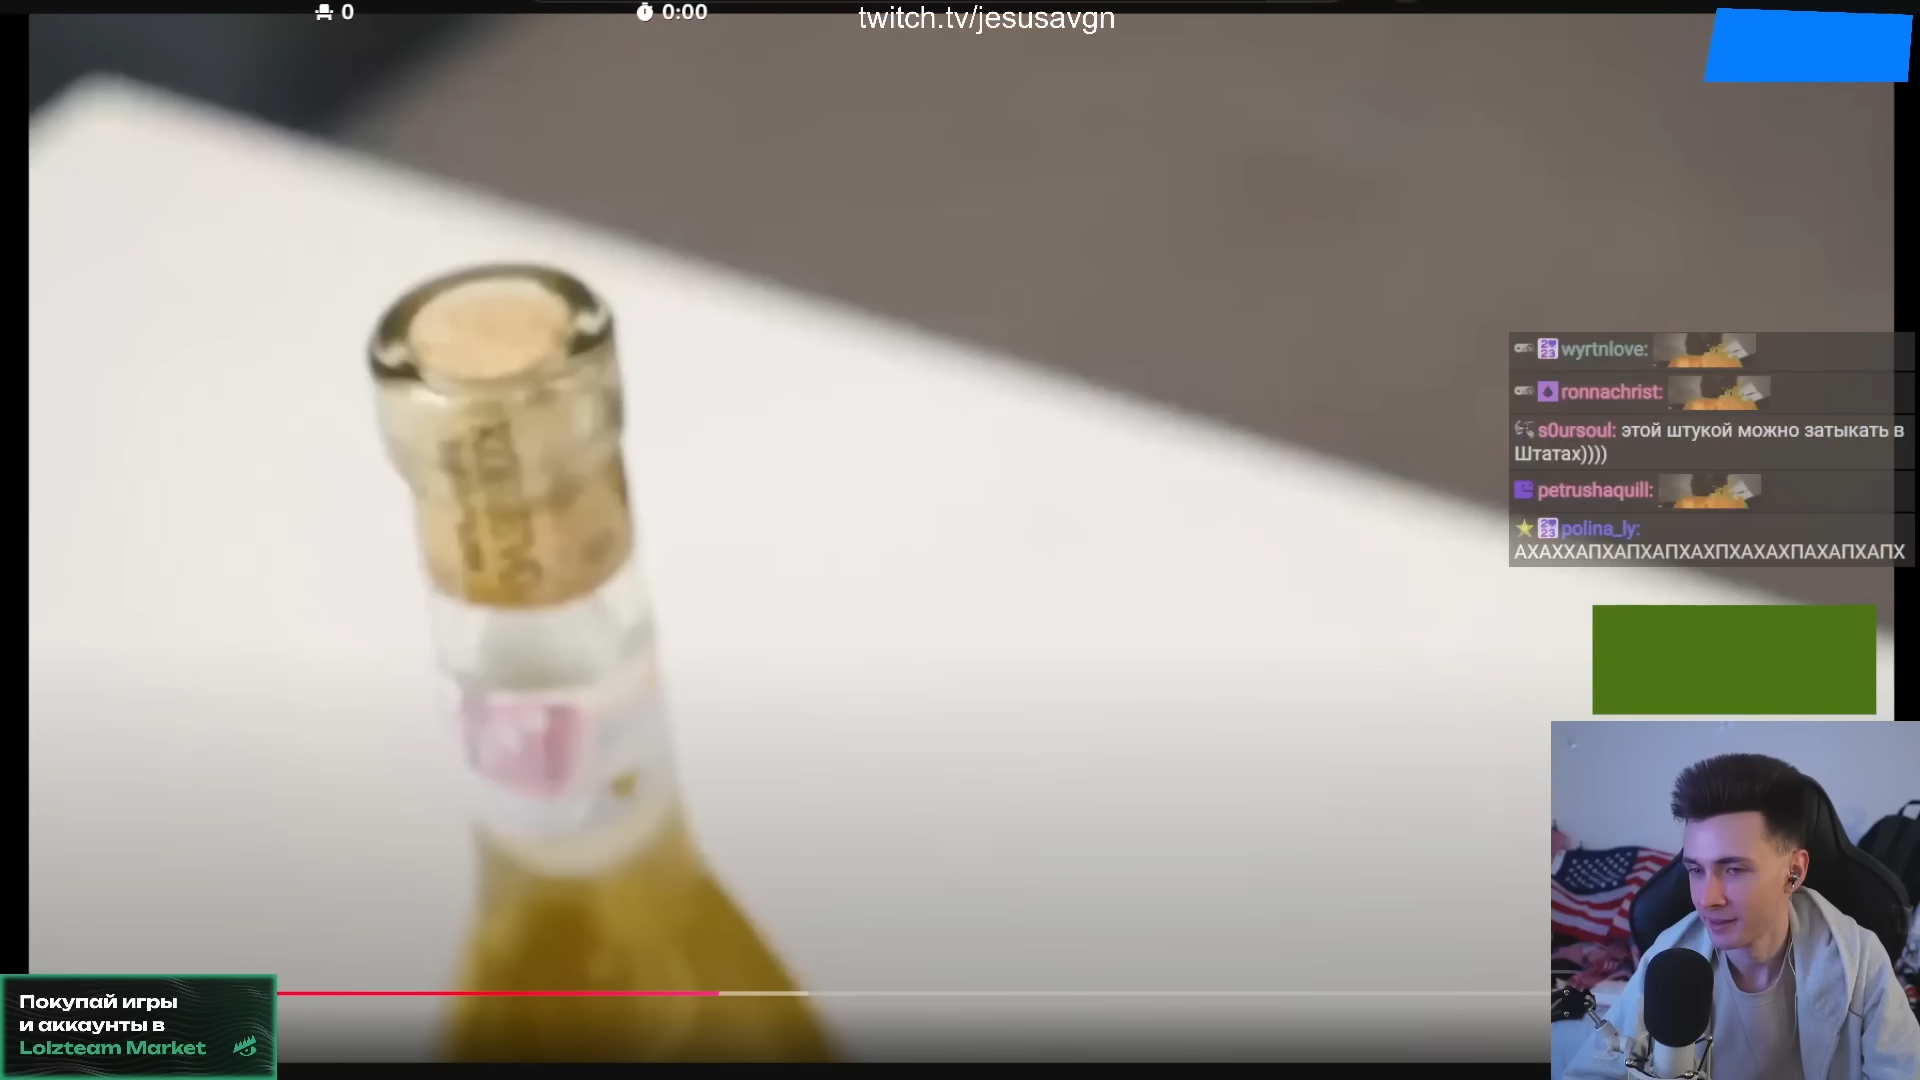 0
0:00
twitch.tv/jesusavgn
wyrtnlove:
ronnachrist:
s0ursoul: этой штукой можно затыкать в
Штатах))))
petrushaquill:
polina_ly:
АХАХХАПХАПХАПХАХПХАХАХПАХАПХАПХ
Покупай игры
и аккаунты в
Lolzteam Market